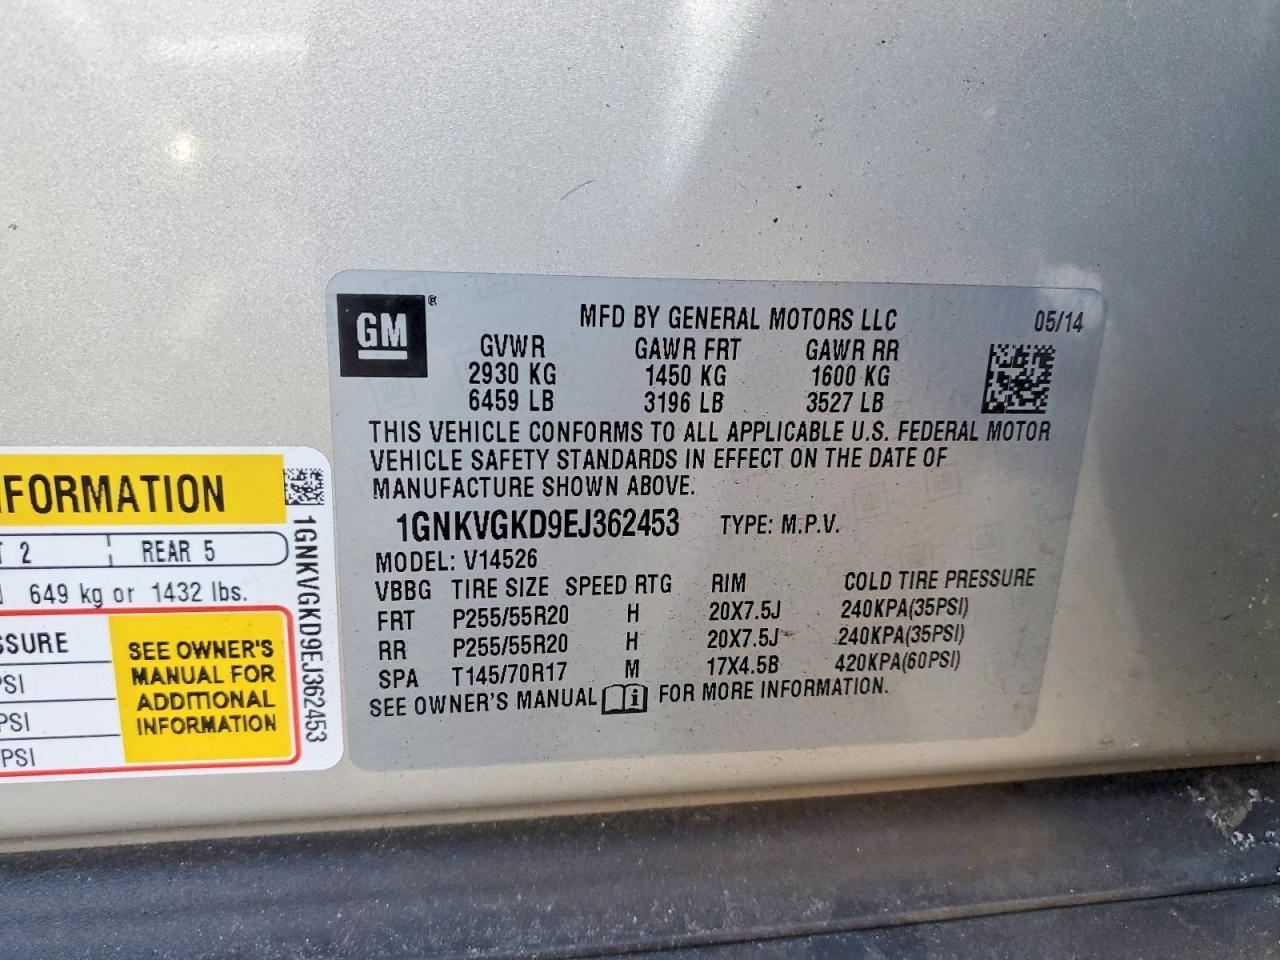 GM®
MFD BY GENERAL MOTORS LLC 05/14
GVWR GAWR FRT GAWR RR
2930 KG 1450 KG 1600 KG
6459 LB 3196 LB 3527 LB
THIS VEHICLE CONFORMS TO ALL APPLICABLE U.S. FEDERAL MOTOR
VEHICLE SAFETY STANDARDS IN EFFECT ON THE DATE OF
MANUFACTURE SHOWN ABOVE.
1GNKVGKD9EJ362453 TYPE: M.P.V.
MODEL: V14526
VBBG TIRE SIZE SPEED RTG RIM COLD TIRE PRESSURE
FRT P255/55R20 H 20X7.5J 240KPA(35PSI)
RR P255/55R20 H 20X7.5J 240KPA(35PSI)
SPA T145/70R17 M 17X4.5B 420KPA(60PSI)
SEE OWNER'S MANUAL i FOR MORE INFORMATION.
NFORMATION
T 2 REAR 5
649 kg or 1432 lbs.
SSURE
PSI
PSI
PSI
SEE OWNER'S
MANUAL FOR
ADDITIONAL
INFORMATION
1GNKVGKD9EJ362453